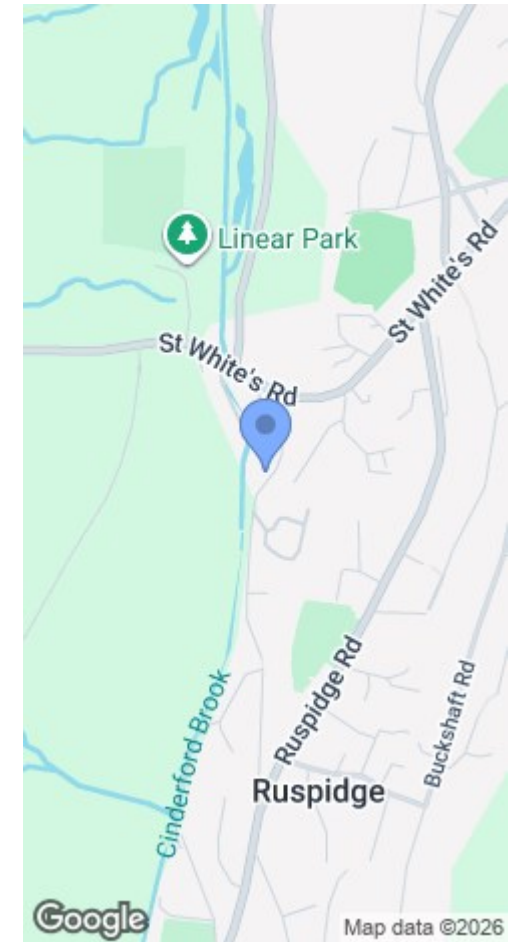 Linear Park
St White's Rd
St White's Rd
Ruspidge Rd
Buckshaft Rd
Cinderford Brook
Ruspidge
Google
Map data ©2026